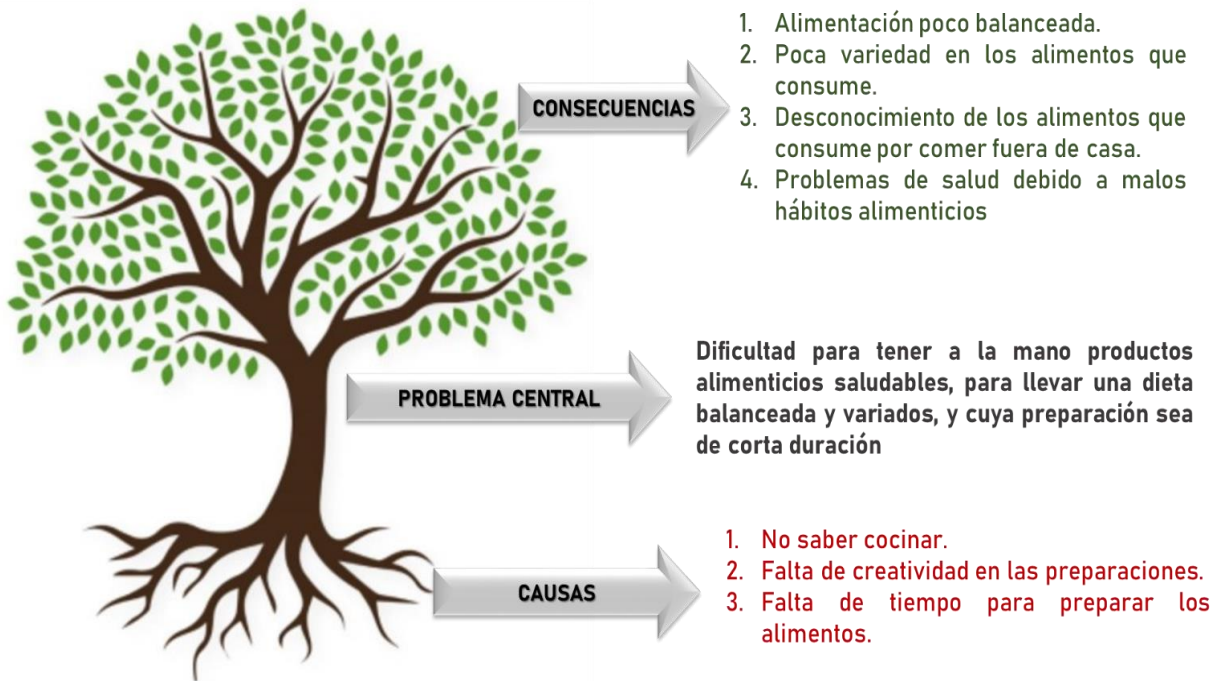 1. Alimentación poco balanceada.
2. Poca variedad en los alimentos que
consume.
3. Desconocimiento de los alimentos que
consume por comer fuera de casa.
4. Problemas de salud debido a malos
hábitos alimenticios
CONSECUENCIAS
Dificultad para tener a la mano productos
alimenticios saludables, para llevar una dieta
balanceada y variados, y cuya preparación sea
de corta duración
PROBLEMA CENTRAL
1. No saber cocinar.
2. Falta de creatividad en las preparaciones.
3. Falta de tiempo para preparar los
alimentos.
CAUSAS